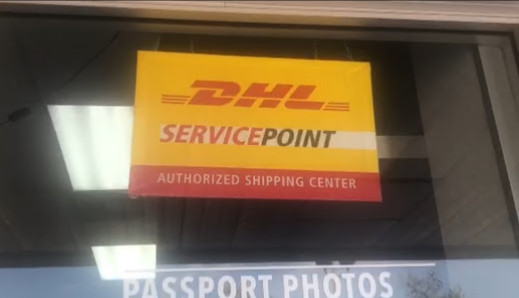 DHL
SERVICEPOINT
AUTHORIZED SHIPPING CENTER
PASSPORT PHOTOS